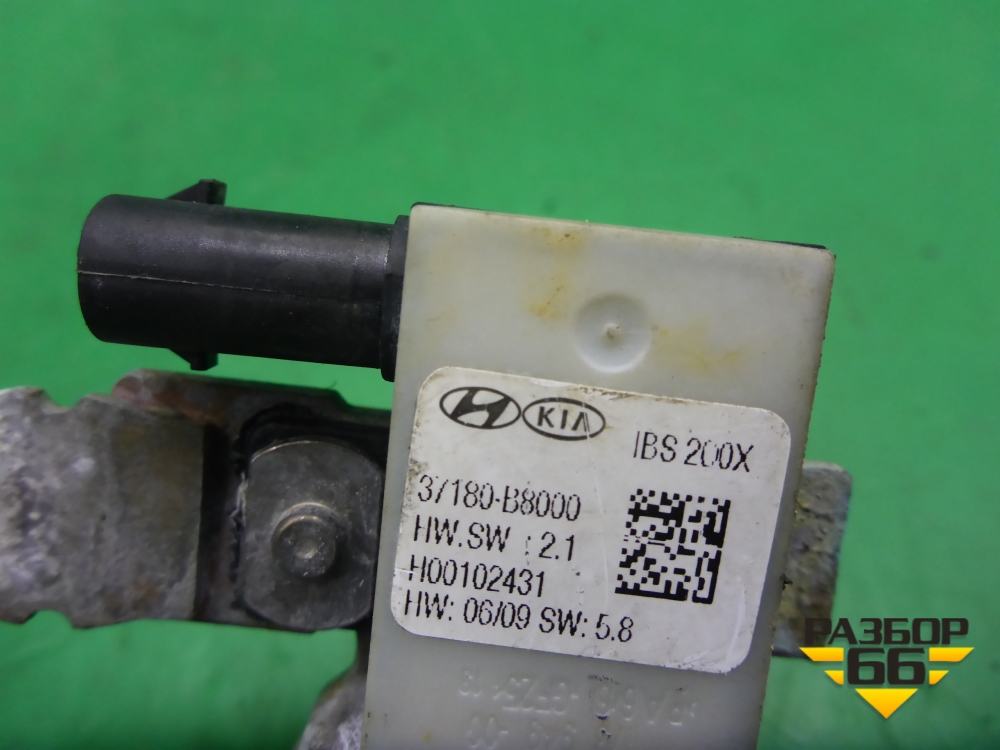 KIA
IBS 200X
37180-B8000
HW.SW : 2.1
H00102431
HW: 06/09 SW: 5.8
РАЗБОР
66